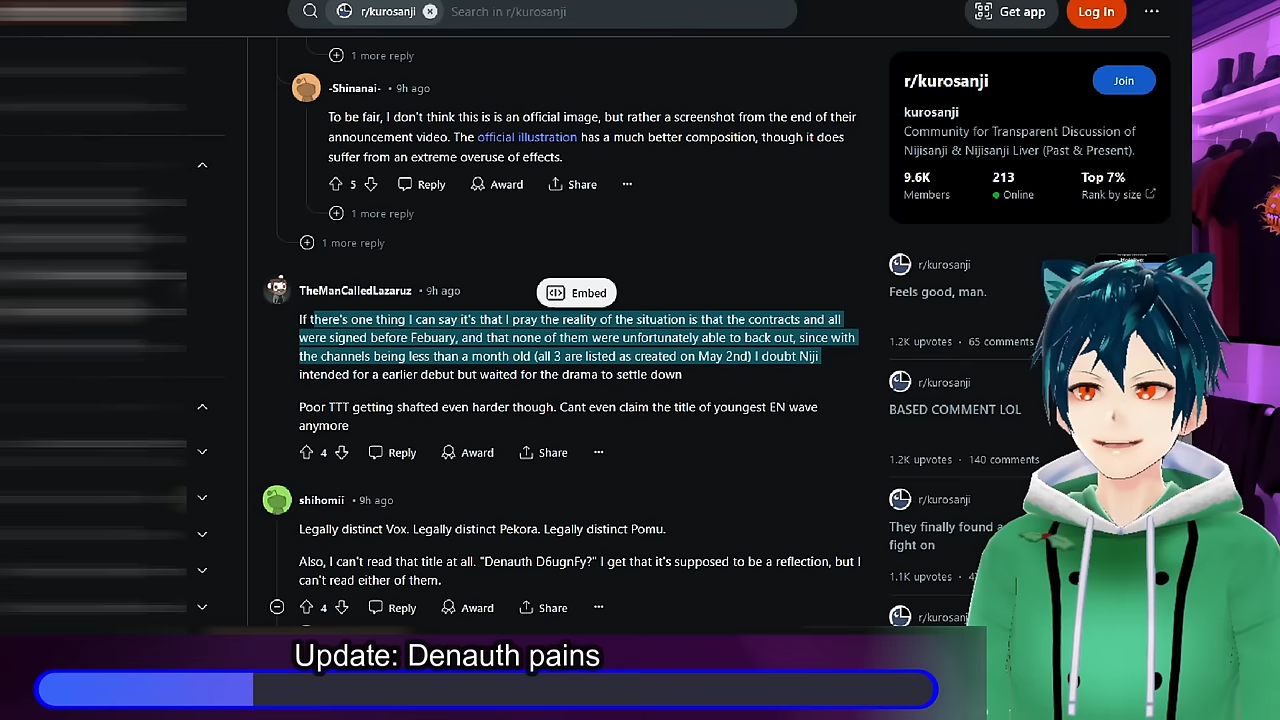 r/kurosanji
Search in r/kurosanji
Get app
Log In
1 more reply
-Shinanai- • 9h ago
To be fair, I don't think this is is an official image, but rather a screenshot from the end of their
announcement video. The official illustration has a much better composition, though it does
suffer from an extreme overuse of effects.
5
Reply
Award
Share
1 more reply
1 more reply
TheManCalledLazaruz • 9h ago
Embed
If there's one thing I can say it's that I pray the reality of the situation is that the contracts and all
were signed before Febuary, and that none of them were unfortunately able to back out, since with
the channels being less than a month old (all 3 are listed as created on May 2nd) I doubt Niji
intended for a earlier debut but waited for the drama to settle down
Poor TTT getting shafted even harder though. Cant even claim the title of youngest EN wave
anymore
4
Reply
Award
Share
shihomii • 9h ago
Legally distinct Vox. Legally distinct Pekora. Legally distinct Pomu.
Also, I can't read that title at all. "Denauth D6ugnFy?" I get that it's supposed to be a reflection, but I
can't read either of them.
4
Reply
Award
Share
r/kurosanji
Join
kurosanji
Community for Transparent Discussion of
Nijisanji & Nijisanji Liver (Past & Present).
9.6K
213
Top 7%
Members
Online
Rank by size
r/kurosanji
Feels good, man.
1.2K upvotes • 65 comments
r/kurosanji
BASED COMMENT LOL
1.2K upvotes • 140 comments
r/kurosanji
They finally found a
fight on
1.1K upvotes
r/kurosanji
Update: Denauth pains